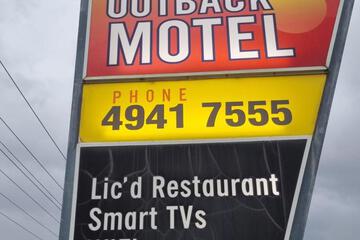 OUTBACK
MOTEL
PHONE
4941 7555
Lic'd Restaurant
Smart TVs